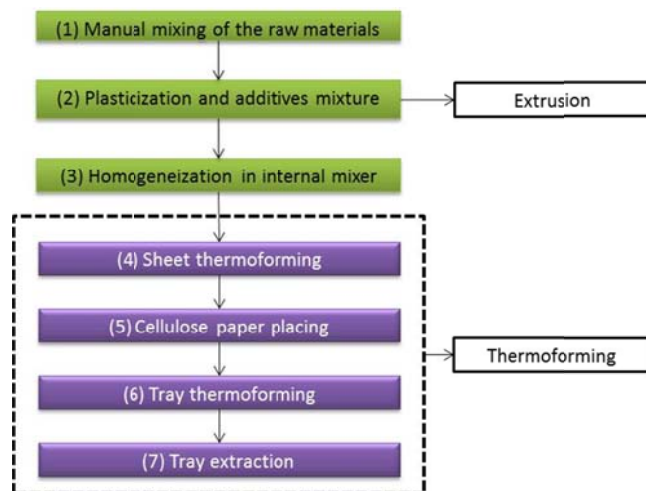 (1) Manual mixing of the raw materials
(2) Plasticization and additives mixture
Extrusion
(3) Homogeneization in internal mixer
(4) Sheet thermoforming
(5) Cellulose paper placing
Thermoforming
(6) Tray thermoforming
(7) Tray extraction